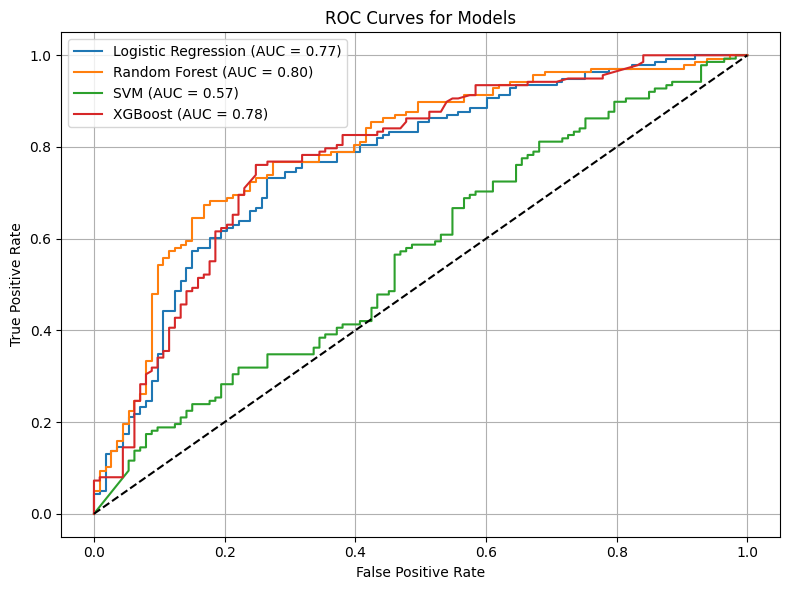 ROC Curves for Models
Logistic Regression (AUC = 0.77)
Random Forest (AUC = 0.80)
SVM (AUC = 0.57)
XGBoost (AUC = 0.78)
True Positive Rate
1.0
0.8
0.6
0.4
0.2
0.0
0.0 0.2 0.4 0.6 0.8 1.0
False Positive Rate